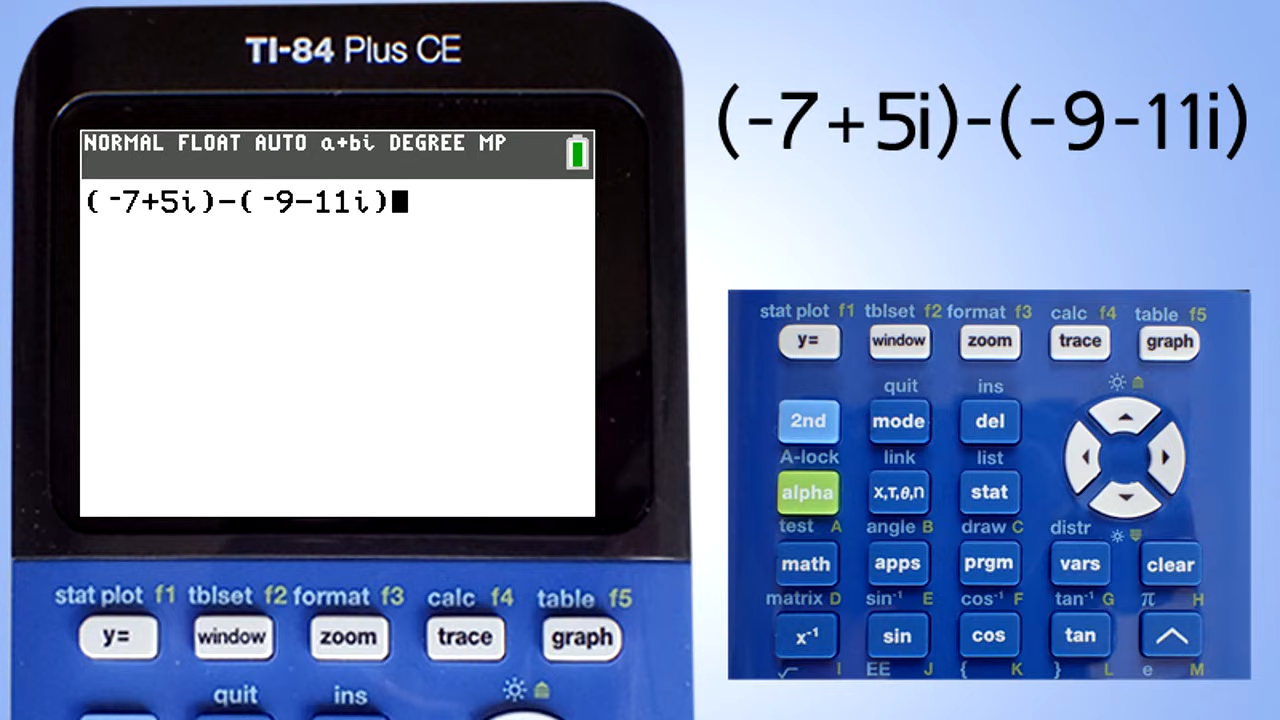 TI-84 Plus CE
NORMAL FLOAT AUTO a+bi DEGREE MP
(-7+5i)-(-9-11i)
stat plot f1 tblset f2 format f3 calc f4 table f5
y= window zoom trace graph
quit ins
(-7+5i)-(-9-11i)
stat plot f1 tblset f2 format f3 calc f4 table f5
y= window zoom trace graph
quit ins
2nd mode del
A-lock link list
alpha X,T,θ,n stat
test A angle B draw C distr
math apps prgm vars clear
matrix D sin⁻¹ E cos⁻¹ F tan⁻¹ G π H
x⁻¹ sin cos tan ^
√ I EE J { K } L e M